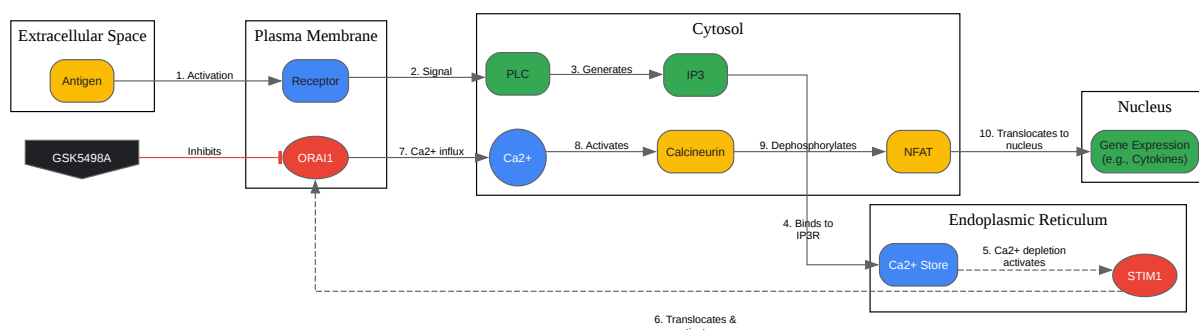 Extracellular Space
Plasma Membrane
Cytosol
Antigen
1. Activation
Receptor
2. Signal
PLC
3. Generates
IP3
Nucleus
GSK5498A
Inhibits
ORAI1
7. Ca2+ influx
Ca2+
8. Activates
Calcineurin
9. Dephosphorylates
NFAT
10. Translocates to
nucleus
Gene Expression
(e.g., Cytokines)
4. Binds to
IP3R
Endoplasmic Reticulum
Ca2+ Store
5. Ca2+ depletion
activates
STIM1
6. Translocates &